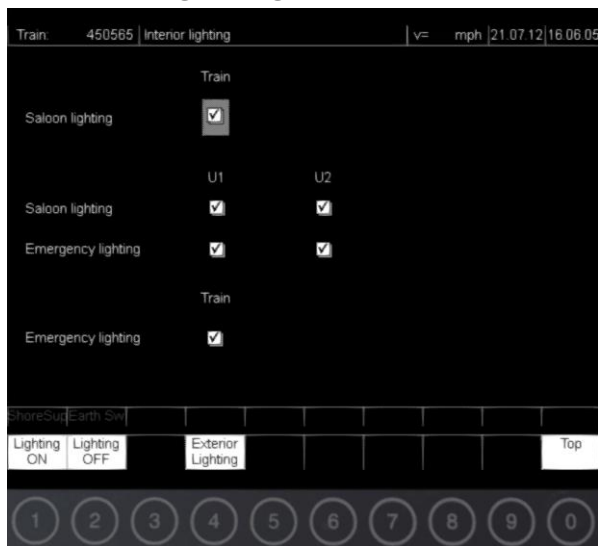 Train: 450565 Interior lighting v= mph 21.07.12 16.06.05
Train
Saloon lighting
U1 U2
Saloon lighting
Emergency lighting
Train
Emergency lighting
ShoreSup Earth Sw
Lighting ON Lighting OFF Exterior Lighting Top
1 2 3 4 5 6 7 8 9 0